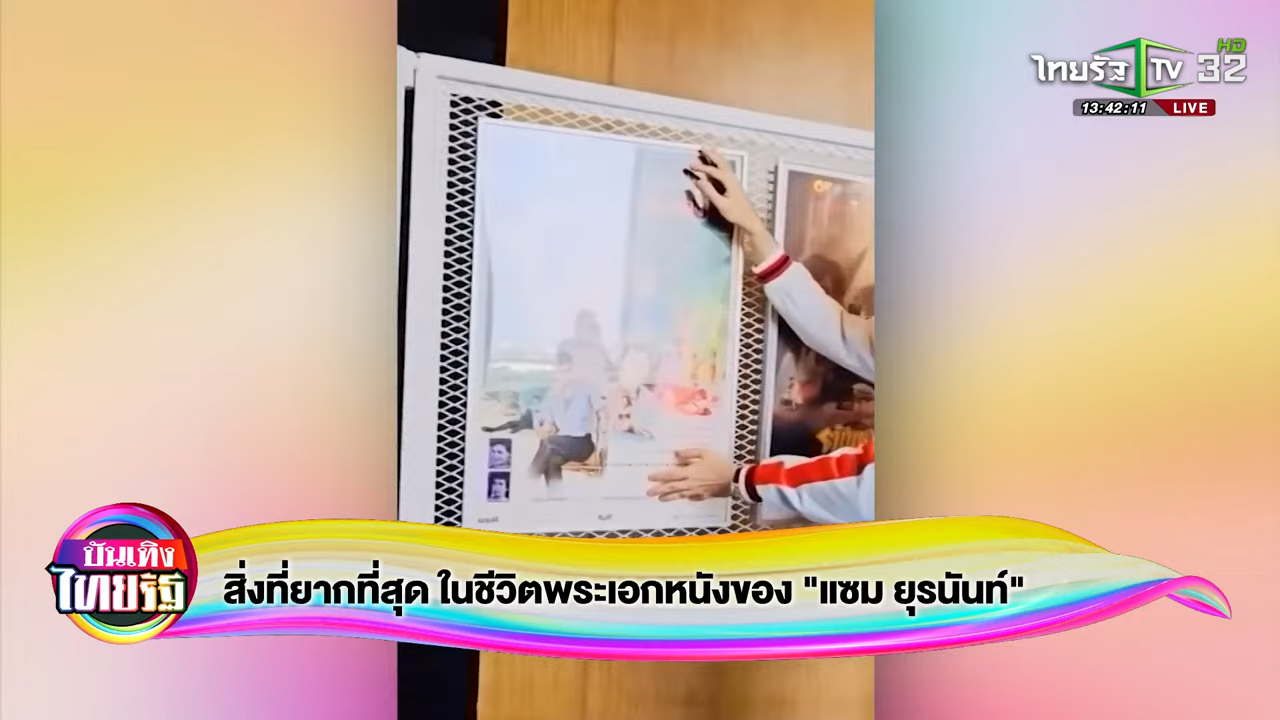 ไทยรัฐ TV HD 32
13:42:11 LIVE
บันเทิง
ไทยรัฐ
สิ่งที่ยากที่สุด ในชีวิตพระเอกหนังของ "แซม ยุรนันท์"